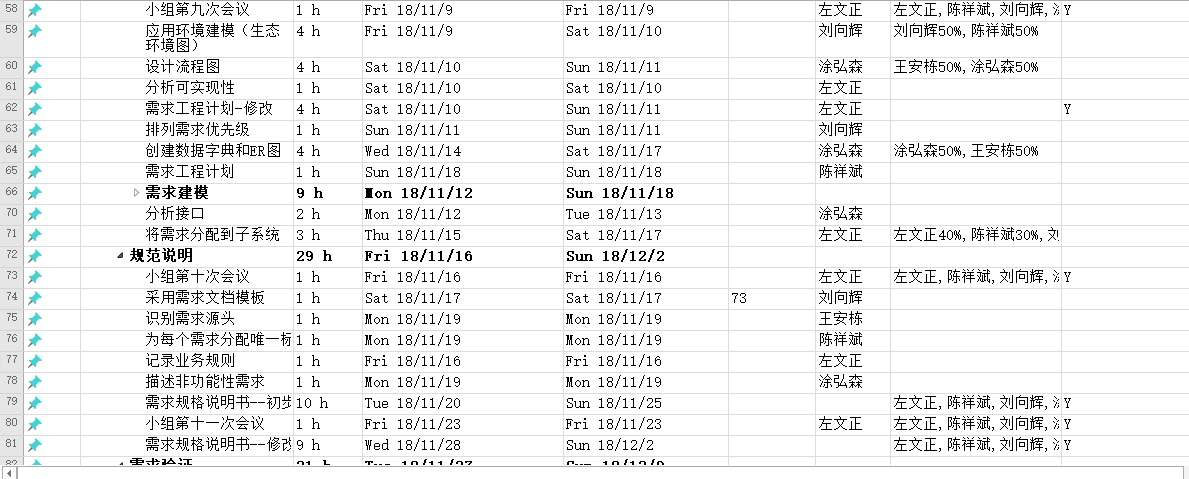 58 小组第九次会议 1 h Fri 18/11/9 Fri 18/11/9 左文正 左文正, 陈祥斌, 刘向辉, Y
59 应用环境建模（生态 4 h Fri 18/11/9 Sat 18/11/10 刘向辉 刘向辉50%, 陈祥斌50%
环境图）
60 设计流程图 4 h Sat 18/11/10 Sun 18/11/11 涂弘森 王安栋50%, 涂弘森50%
61 分析可实现性 1 h Sat 18/11/10 Sat 18/11/10 左文正
62 需求工程计划-修改 4 h Sat 18/11/10 Sun 18/11/11 左文正 Y
63 排列需求优先级 1 h Sun 18/11/11 Sun 18/11/11 刘向辉
64 创建数据字典和ER图 4 h Wed 18/11/14 Sat 18/11/17 涂弘森 涂弘森50%, 王安栋50%
65 需求工程计划 1 h Sun 18/11/18 Sun 18/11/18 陈祥斌
66 需求建模 9 h Mon 18/11/12 Sun 18/11/18
70 分析接口 2 h Mon 18/11/12 Tue 18/11/13 涂弘森
71 将需求分配到子系统 3 h Thu 18/11/15 Sat 18/11/17 左文正 左文正40%, 陈祥斌30%, 刘
72 规范说明 29 h Fri 18/11/16 Sun 18/12/2
73 小组第十次会议 1 h Fri 18/11/16 Fri 18/11/16 左文正 左文正, 陈祥斌, 刘向辉, Y
74 采用需求文档模板 1 h Sat 18/11/17 Sat 18/11/17 73 刘向辉
75 识别需求源头 1 h Mon 18/11/19 Mon 18/11/19 王安栋
76 为每个需求分配唯一标 1 h Mon 18/11/19 Mon 18/11/19 陈祥斌
77 记录业务规则 1 h Fri 18/11/16 Fri 18/11/16 左文正
78 描述非功能性需求 1 h Mon 18/11/19 Mon 18/11/19 涂弘森
79 需求规格说明书--初步 10 h Tue 18/11/20 Sun 18/11/25 左文正, 陈祥斌, 刘向辉, Y
80 小组第十一次会议 1 h Fri 18/11/23 Fri 18/11/23 左文正 左文正, 陈祥斌, 刘向辉, Y
81 需求规格说明书--修改 9 h Wed 18/11/28 Sun 18/12/2 左文正, 陈祥斌, 刘向辉, Y
82 需求验证 21 h Tue 18/11/27 Sun 18/12/9